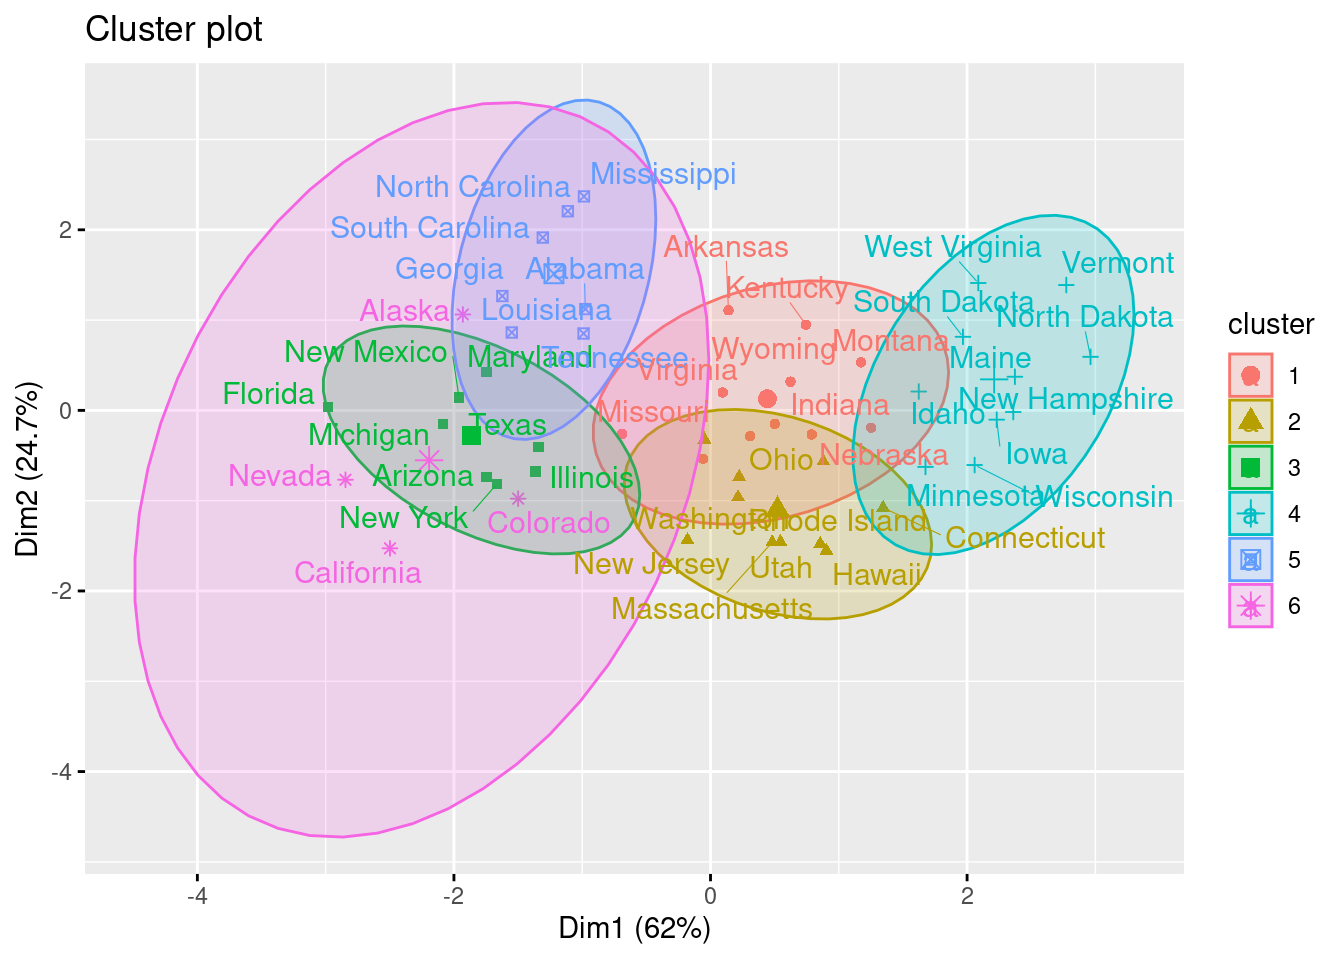 Cluster plot
Mississippi
North Carolina
South Carolina
Georgia
Alabama
Alaska
Louisiana
Tennessee
New Mexico
Maryland
Florida
Texas
Michigan
Nevada
Arizona
Illinois
New York
Colorado
California
Arkansas
Kentucky
Montana
Wyoming
Virginia
Missouri
Indiana
Nebraska
Ohio
Washington
Rhode Island
Connecticut
New Jersey
Utah
Hawaii
Massachusetts
West Virginia
Vermont
South Dakota
North Dakota
Maine
New Hampshire
Idaho
Iowa
Minnesota
Wisconsin
2
0
-2
-4
Dim2 (24.7%)
-4
-2
0
2
Dim1 (62%)
cluster
a 1
a 2
a 3
a 4
a 5
a 6